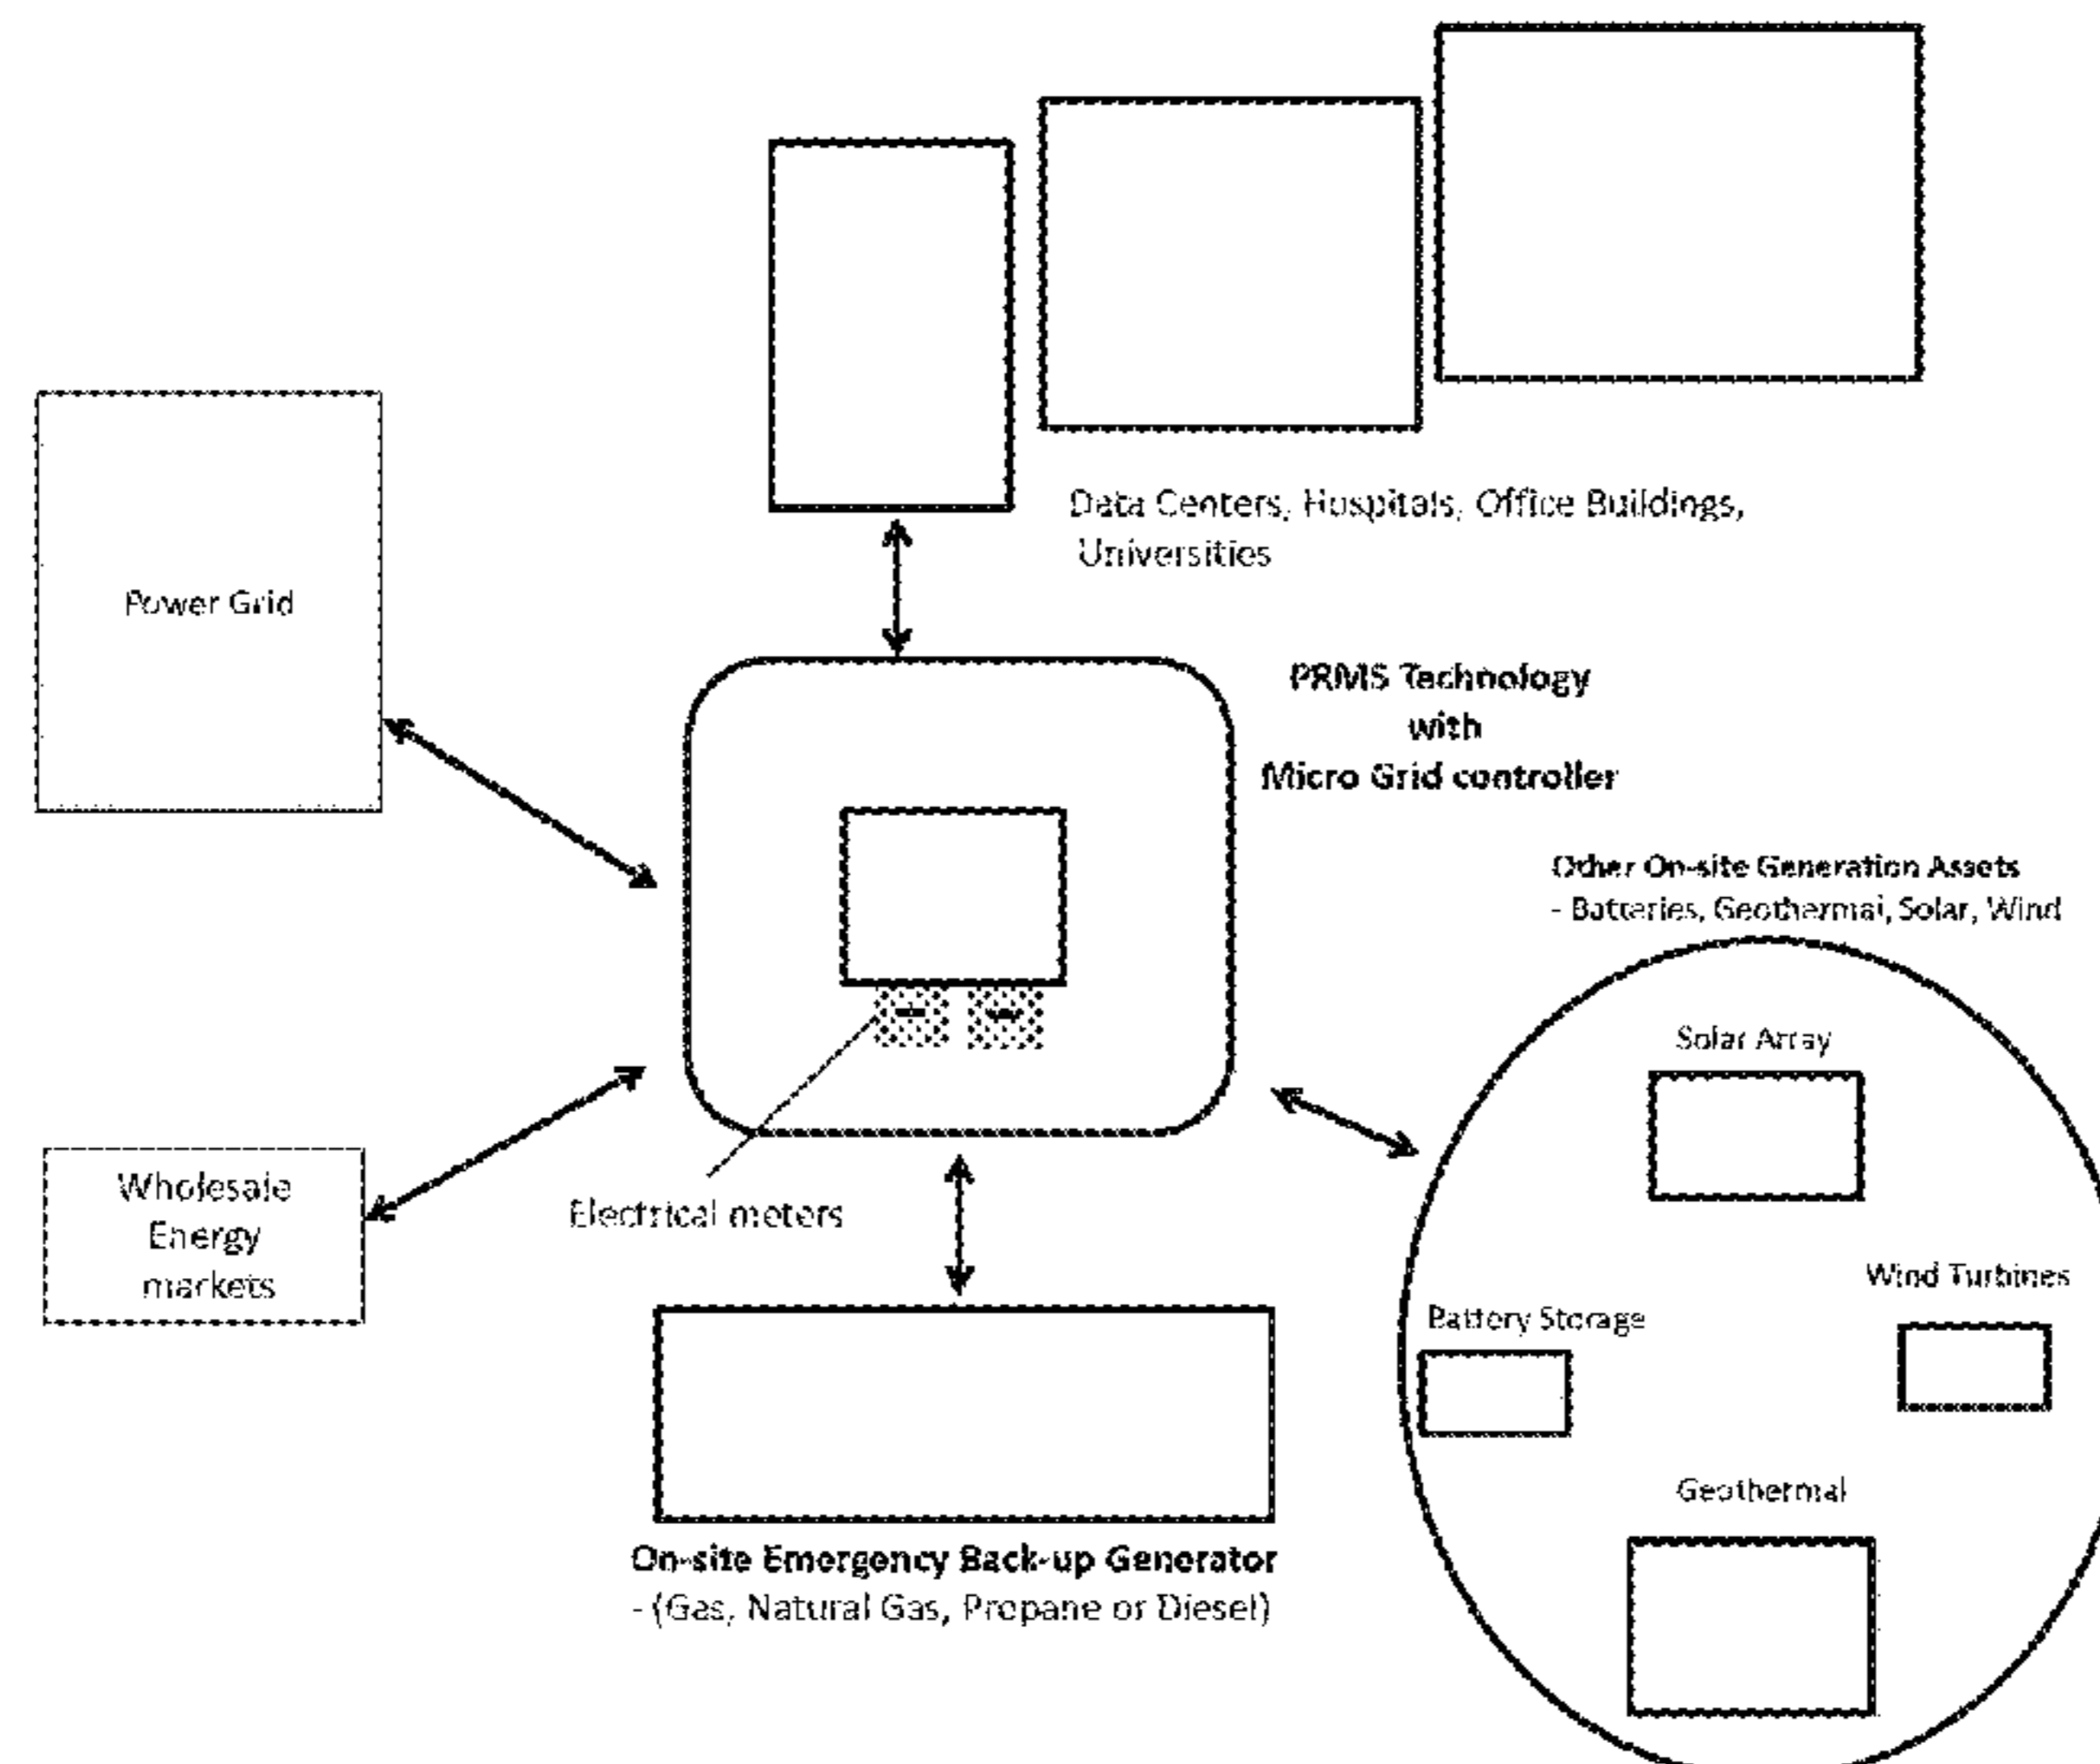 Data Centers, Hospitals, Office Buildings,
Universities
Power Grid
PRMS Technology
with
Micro Grid controller
Other On-site Generation Assets
- Batteries, Geothermal, Solar, Wind
Solar Array
Wholesale
Energy
markets
Electrical meters
Wind Turbines
Battery Storage
Geothermal
On-site Emergency Back-up Generator
- (Gas, Natural Gas, Propane or Diesel)